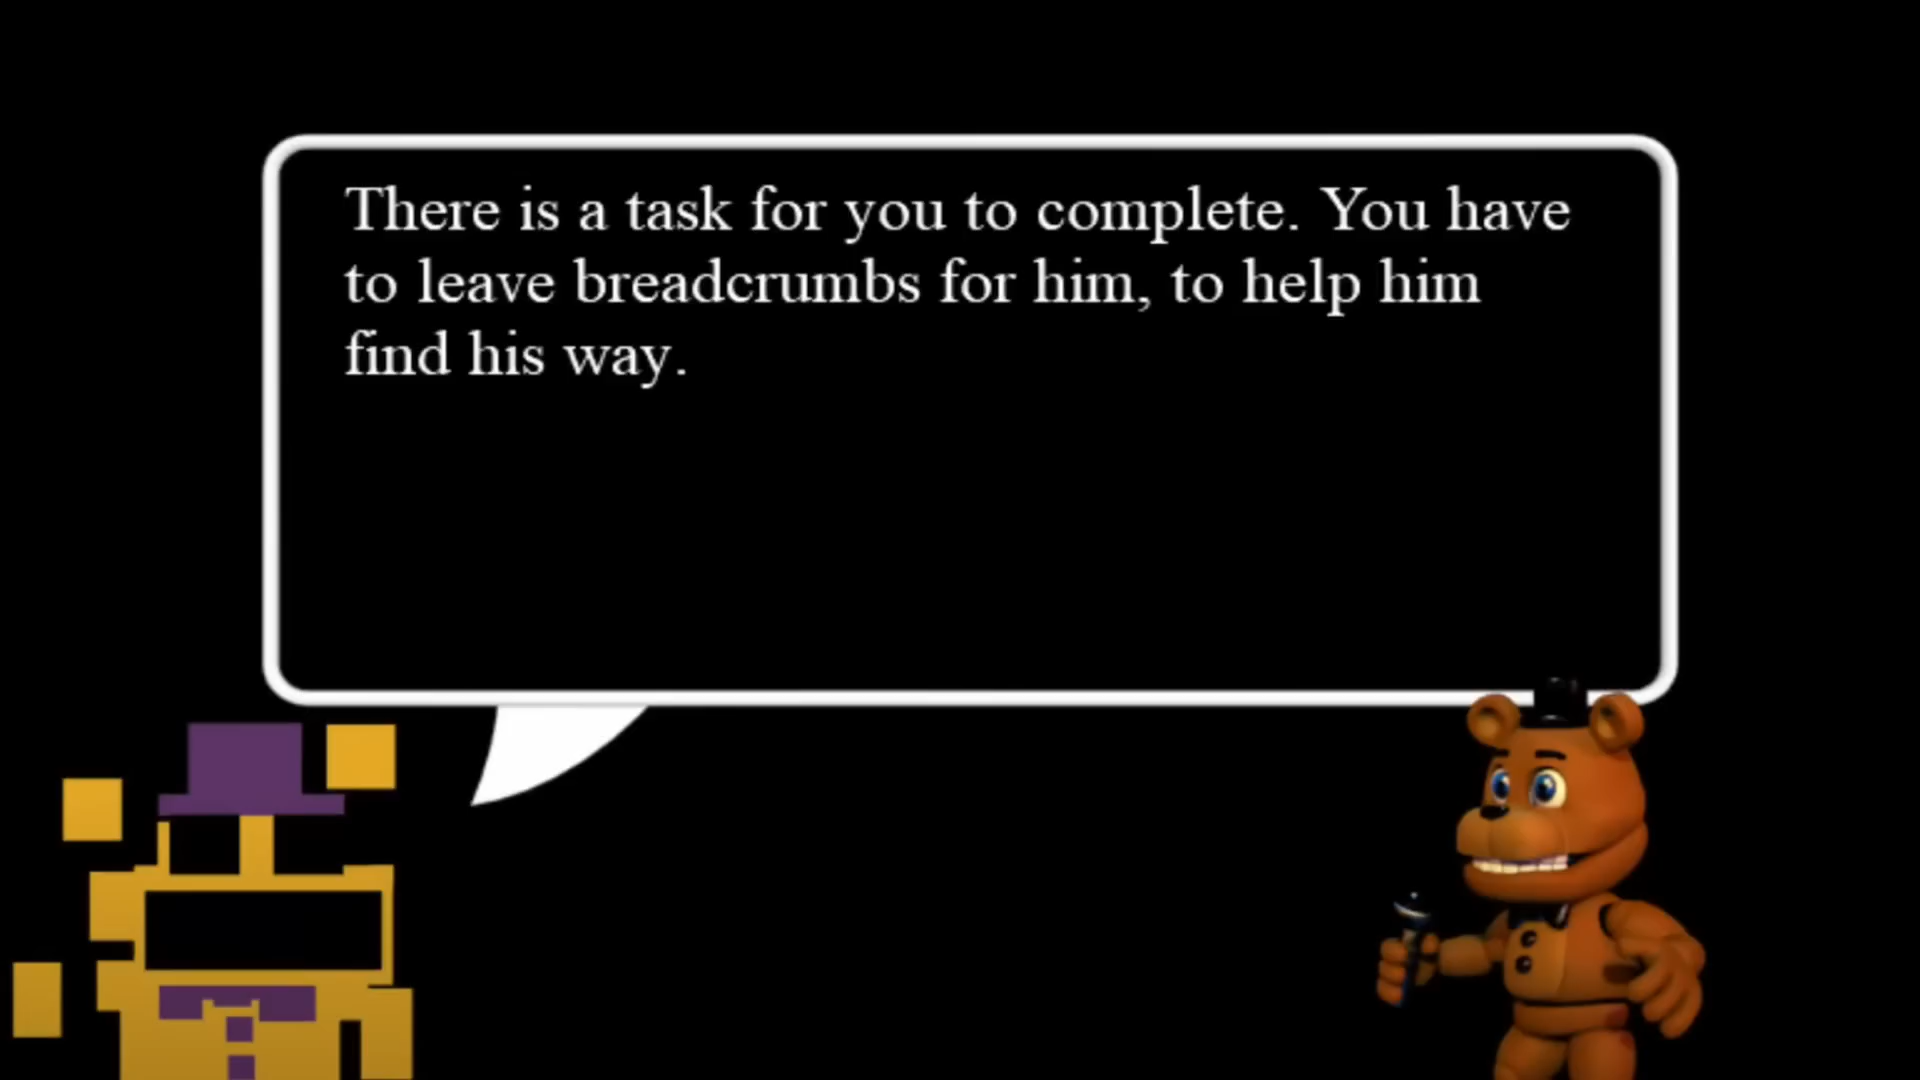 There is a task for you to complete. You have
to leave breadcrumbs for him, to help him
find his way.